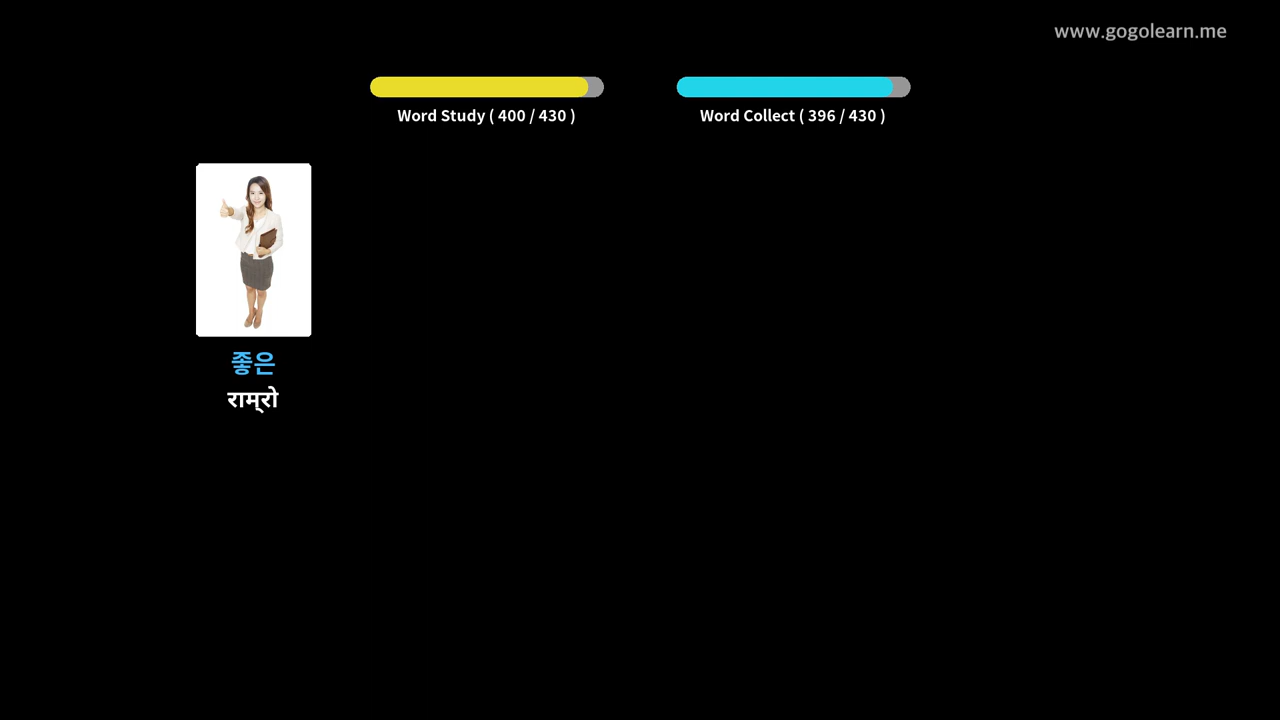 www.gogolearn.me
Word Study ( 400 / 430 )
Word Collect ( 396 / 430 )
좋은
राम्रो